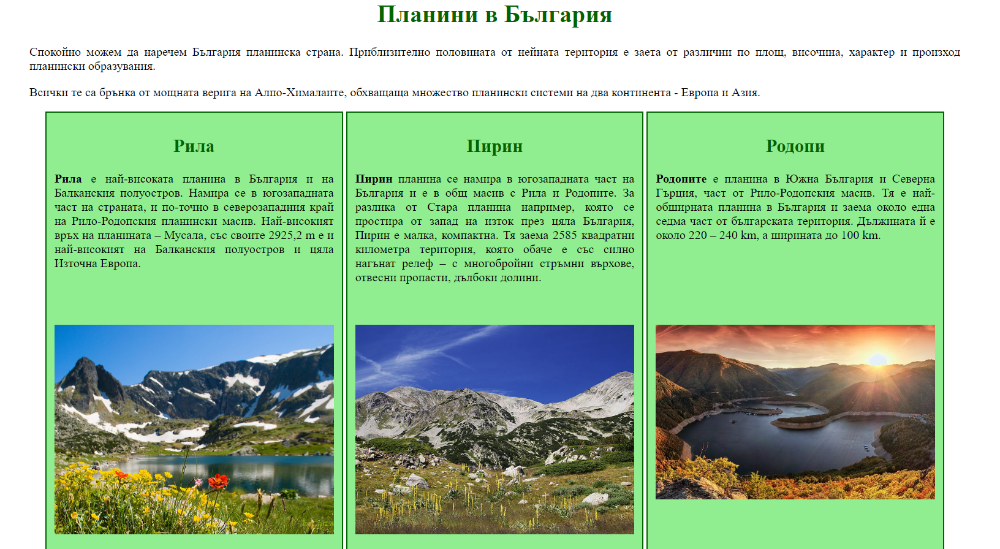 Планини в България
Спокойно можем да наречем България планинска страна. Приблизително половината от нейната територия е заета от различни по площ, височина, характер и произход
планински образувания.
Всички те са брънка от мощната верига на Алпо-Хималаите, обхващаща множество планински системи на два континента - Европа и Азия.
Рила
Рила е най-високата планина в България и на
Балканския полуостров. Намира се в югозападната
част на страната, и по-точно в северозападния край
на Рило-Родопския планински масив. Най-високият
връх на планината – Мусала, със своите 2925,2 m е и
най-високият на Балканския полуостров и цяла
Източна Европа.
Пирин
Пирин планина се намира в югозападната част на
България и е в общ масив с Рила и Родопите. За
разлика от Стара планина например, която се
простира от запад на изток през цяла България,
Пирин е малка, компактна. Тя заема 2585 квадратни
километра територия, която обаче е със силно
нагънат релеф – с многобройни стръмни върхове,
отвесни пропасти, дълбоки долини.
Родопи
Родопите е планина в Южна България и Северна
Гърция, част от Рило-Родопския масив. Тя е най-
обширната планина в България и заема около една
седма част от българската територия. Дължината й е
около 220 – 240 km, а ширината до 100 km.